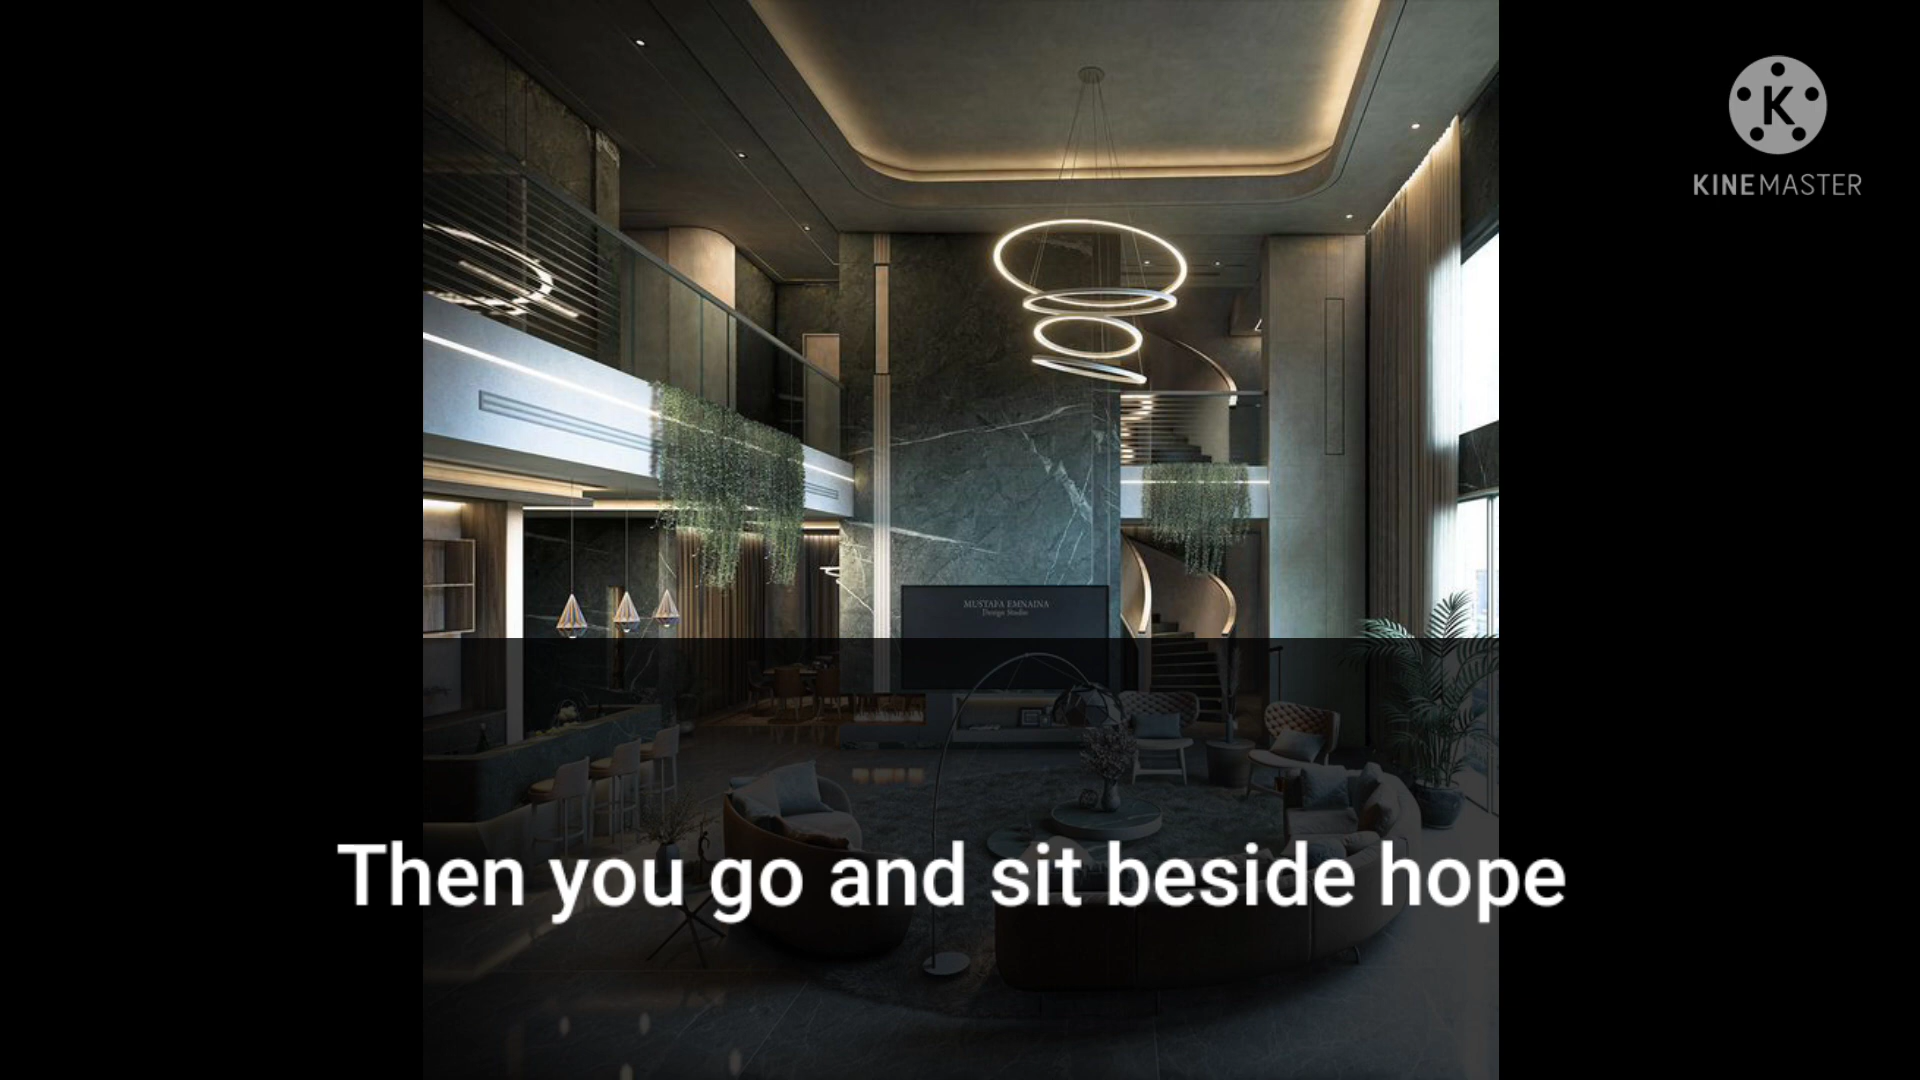 K
KINEMASTER
MUSTAFA EMNAINA
Design Studio
Then you go and sit beside hope